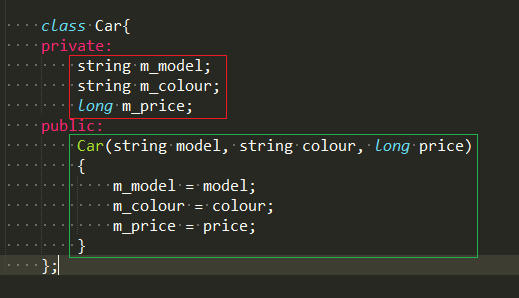 class Car{
private:
string m_model;
string m_colour;
long m_price;
public:
Car(string model, string colour, long price)
{
m_model = model;
m_colour = colour;
m_price = price;
}
};